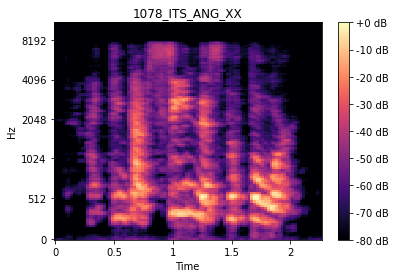 1078_ITS_ANG_XX
Hz
8192
4096
2048
1024
512
0
0
0.5
1
1.5
2
Time
+0 dB
-10 dB
-20 dB
-30 dB
-40 dB
-50 dB
-60 dB
-70 dB
-80 dB